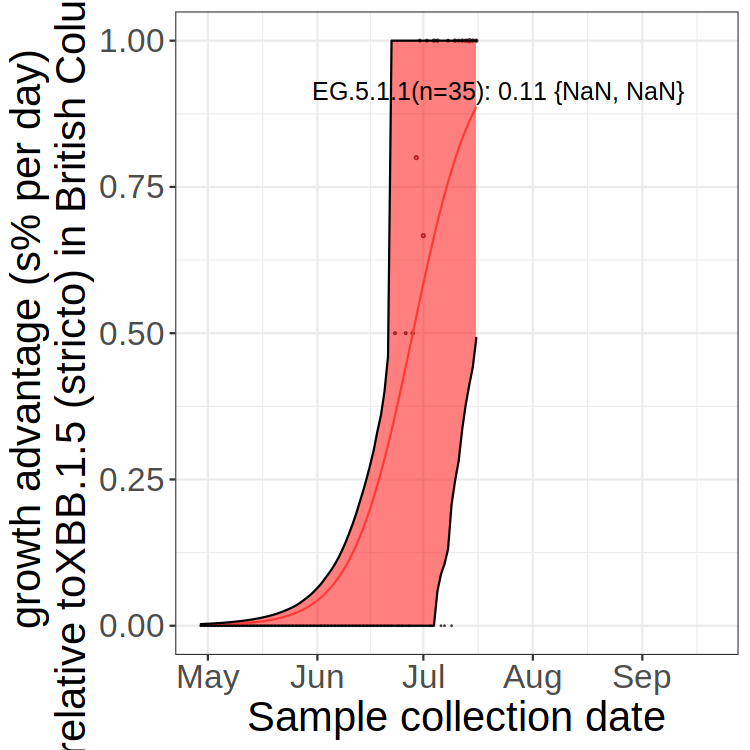 growth advantage (s% per day)
relative toXBB.1.5 (stricto) in British Colu
1.00
0.75
0.50
0.25
0.00
EG.5.1.1(n=35): 0.11 {NaN, NaN}
May Jun Jul Aug Sep
Sample collection date